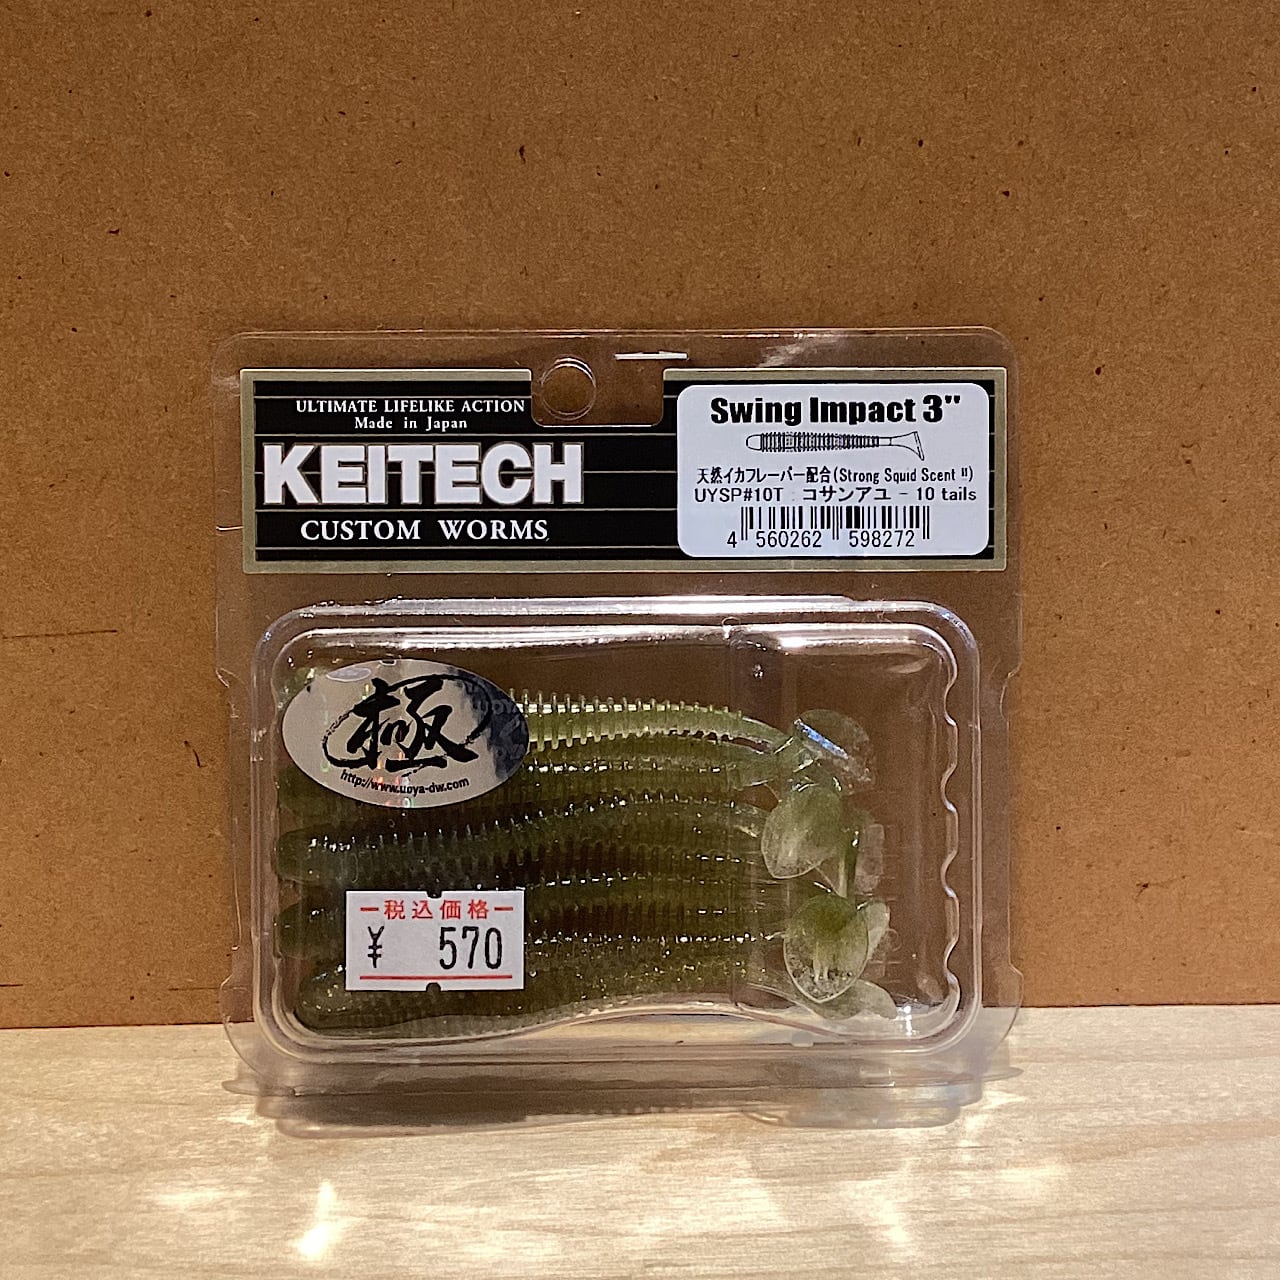 ULTIMATE LIFELIKE ACTION
Made in Japan
KEITECH
CUSTOM WORMS
Swing Impact 3"
天然イカフレーバー配合(Strong Squid Scent !!)
UYSP#10T : コサンアユ - 10 tails
4 560262 598272
極
http://www.uoya-dw.com
税込価格
¥ 570